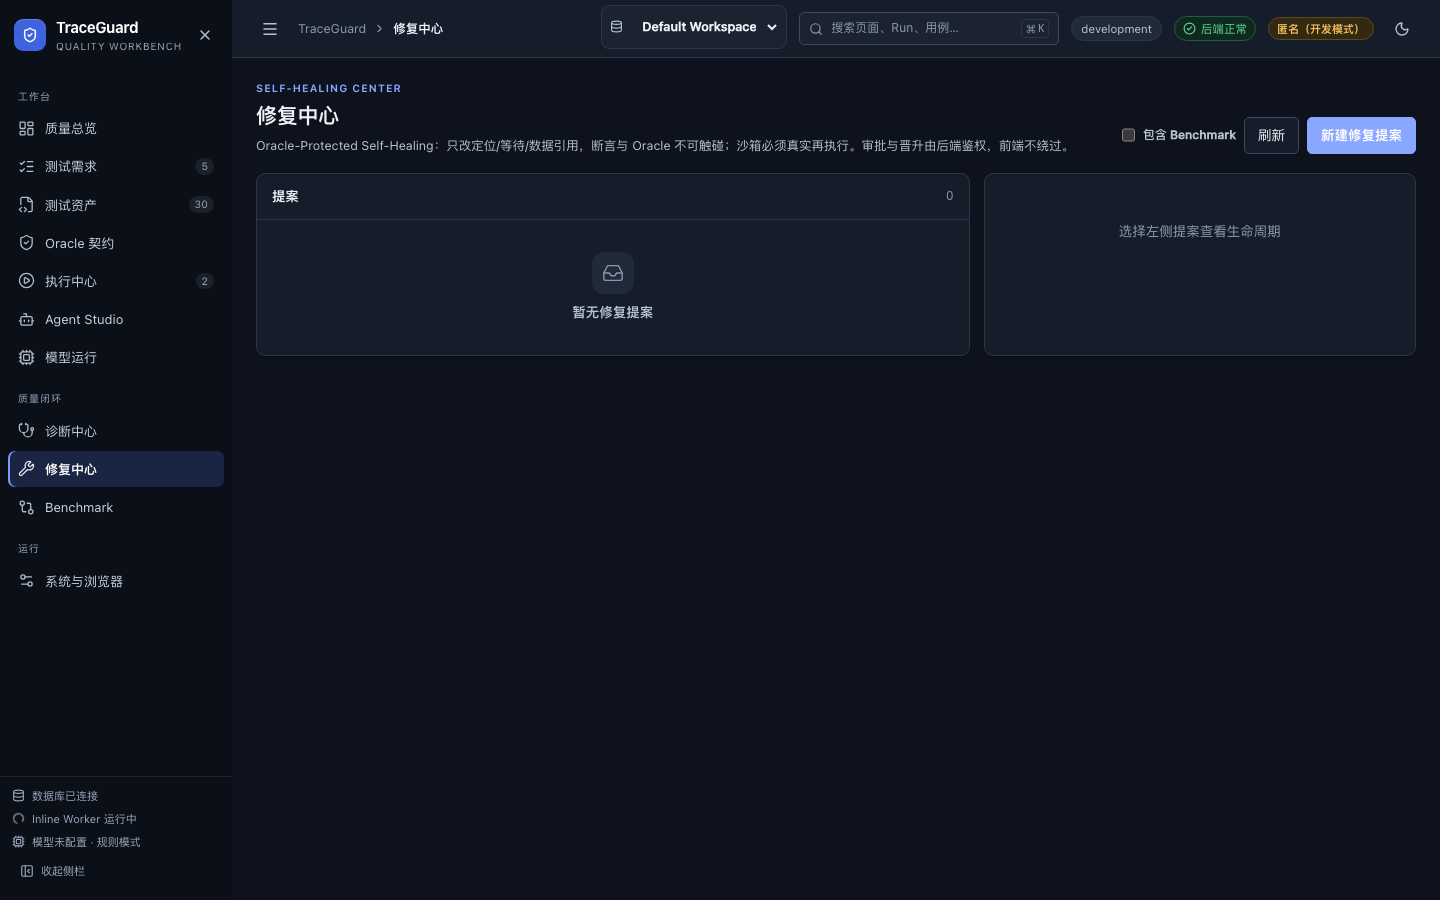 TraceGuard
QUALITY WORKBENCH
工作台
质量总览
测试需求 5
测试资产 30
Oracle 契约
执行中心 2
Agent Studio
模型运行
质量闭环
诊断中心
修复中心
Benchmark
运行
系统与浏览器
数据库已连接
Inline Worker 运行中
模型未配置 · 规则模式
收起侧栏
TraceGuard > 修复中心
Default Workspace
搜索页面、Run、用例... ⌘ K
development
后端正常
匿名（开发模式）
SELF-HEALING CENTER
修复中心
Oracle-Protected Self-Healing：只改定位/等待/数据引用，断言与 Oracle 不可触碰；沙箱必须真实再执行。审批与晋升由后端鉴权，前端不绕过。
包含 Benchmark
刷新
新建修复提案
提案 0
暂无修复提案
选择左侧提案查看生命周期